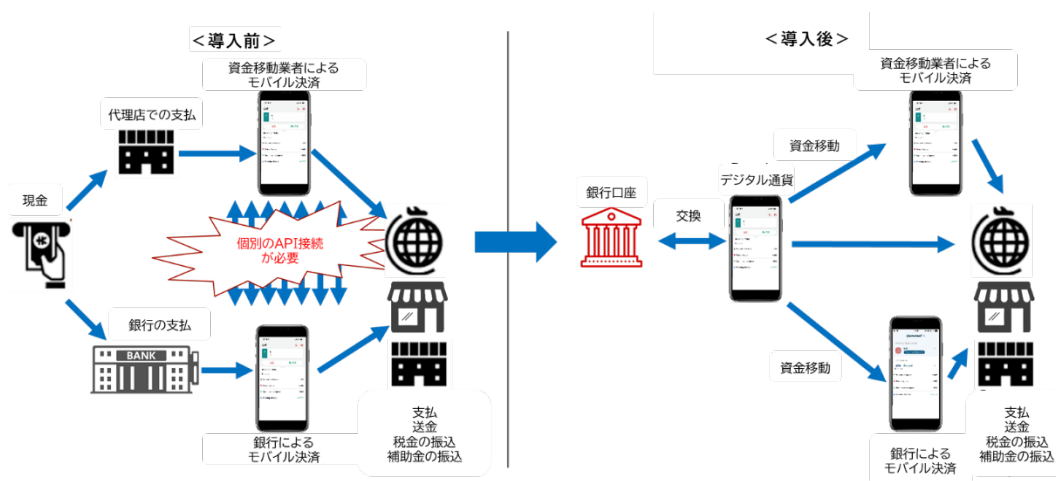 ＜導入前＞
資金移動業者による
モバイル決済
代理店での支払
現金
個別のAPI接続
が必要
銀行の支払
BANK
銀行による
モバイル決済
支払
送金
税金の振込
補助金の振込
＜導入後＞
資金移動業者による
モバイル決済
資金移動
デジタル通貨
銀行口座
交換
資金移動
銀行による
モバイル決済
支払
送金
税金の振込
補助金の振込